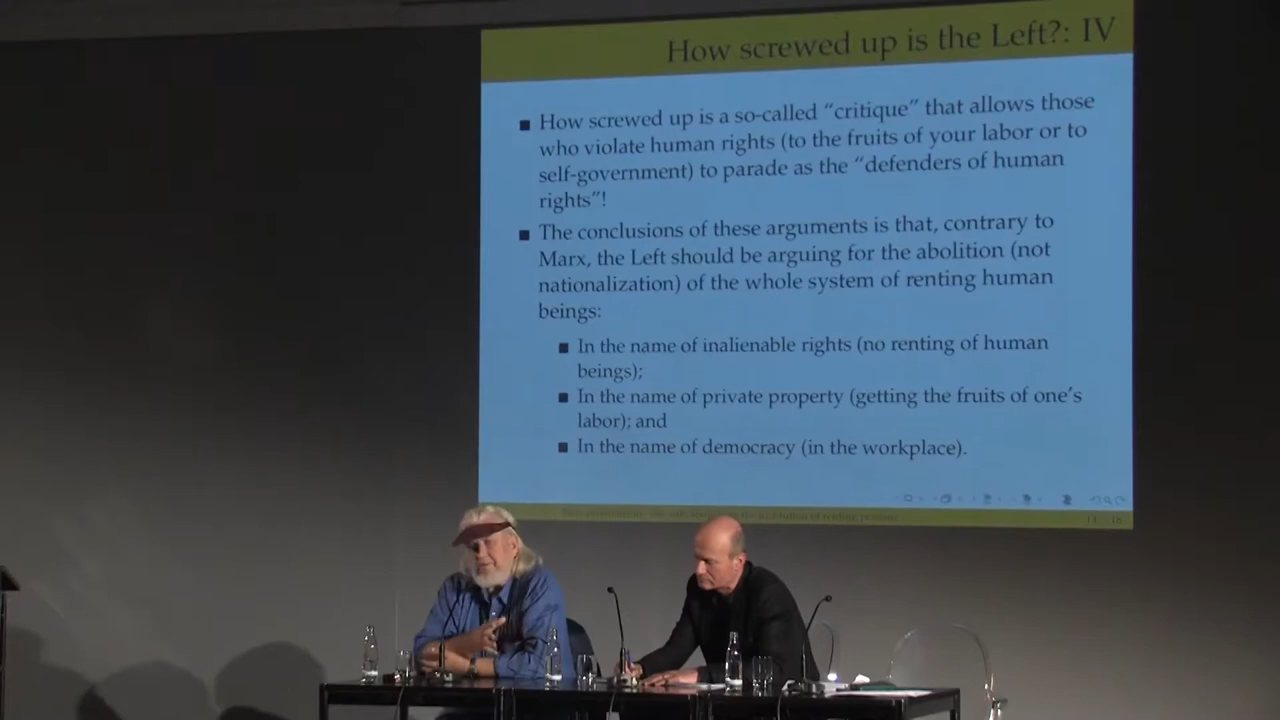 How screwed up is the Left?: IV
How screwed up is a so-called “critique” that allows those
who violate human rights (to the fruits of your labor or to
self-government) to parade as the “defenders of human
rights”!
The conclusions of these arguments is that, contrary to
Marx, the Left should be arguing for the abolition (not
nationalization) of the whole system of renting human
beings:
In the name of inalienable rights (no renting of human
beings);
In the name of private property (getting the fruits of one’s
labor); and
In the name of democracy (in the workplace).